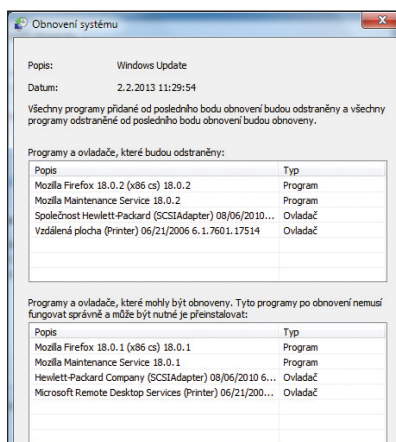 Obnovení systému
Popis: Windows Update
Datum: 2.2.2013 11:29:54
Všechny programy přidané od posledního bodu obnovení budou odstraněny a všechny
programy odstraněné od posledního bodu obnovení budou obnoveny.
Programy a ovladače, které budou odstraněny:
Popis Typ
Mozilla Firefox 18.0.2 (x86 cs) 18.0.2 Program
Mozilla Maintenance Service 18.0.2 Program
Společnost Hewlett-Packard (SCSIAdapter) 08/06/2010... Ovladač
Vzdálená plocha (Printer) 06/21/2006 6.1.7601.17514 Ovladač
Programy a ovladače, které mohly být obnoveny. Tyto programy po obnovení nemusí
fungovat správně a může být nutné je přeinstalovat:
Popis Typ
Mozilla Firefox 18.0.1 (x86 cs) 18.0.1 Program
Mozilla Maintenance Service 18.0.1 Program
Hewlett-Packard Company (SCSIAdapter) 08/06/2010 6... Ovladač
Microsoft Remote Desktop Services (Printer) 06/21/200... Ovladač